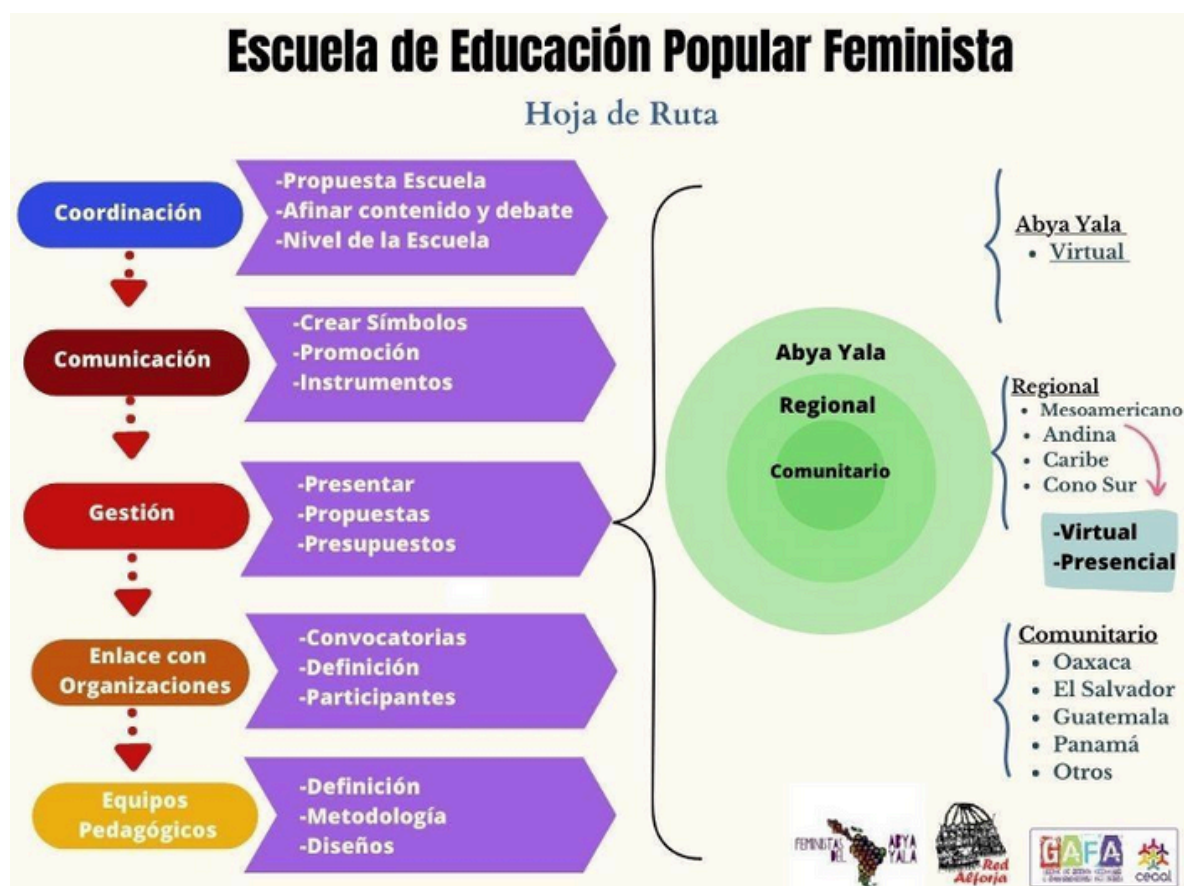 Escuela de Educación Popular Feminista
Hoja de Ruta
Coordinación
-Propuesta Escuela
-Afinar contenido y debate
-Nivel de la Escuela
Comunicación
-Crear Símbolos
-Promoción
-Instrumentos
Gestión
-Presentar
-Propuestas
-Presupuestos
Enlace con
Organizaciones
-Convocatorias
-Definición
-Participantes
Equipos
Pedagógicos
-Definición
-Metodología
-Diseños
Abya Yala
Regional
Comunitario
Abya Yala
• Virtual
Regional
• Mesoamericano
• Andina
• Caribe
• Cono Sur
-Virtual
-Presencial
Comunitario
• Oaxaca
• El Salvador
• Guatemala
• Panamá
• Otros
FEMINISTAS
DEL
ABYA
YALA
Red
Alforja
GAFA
ceaal